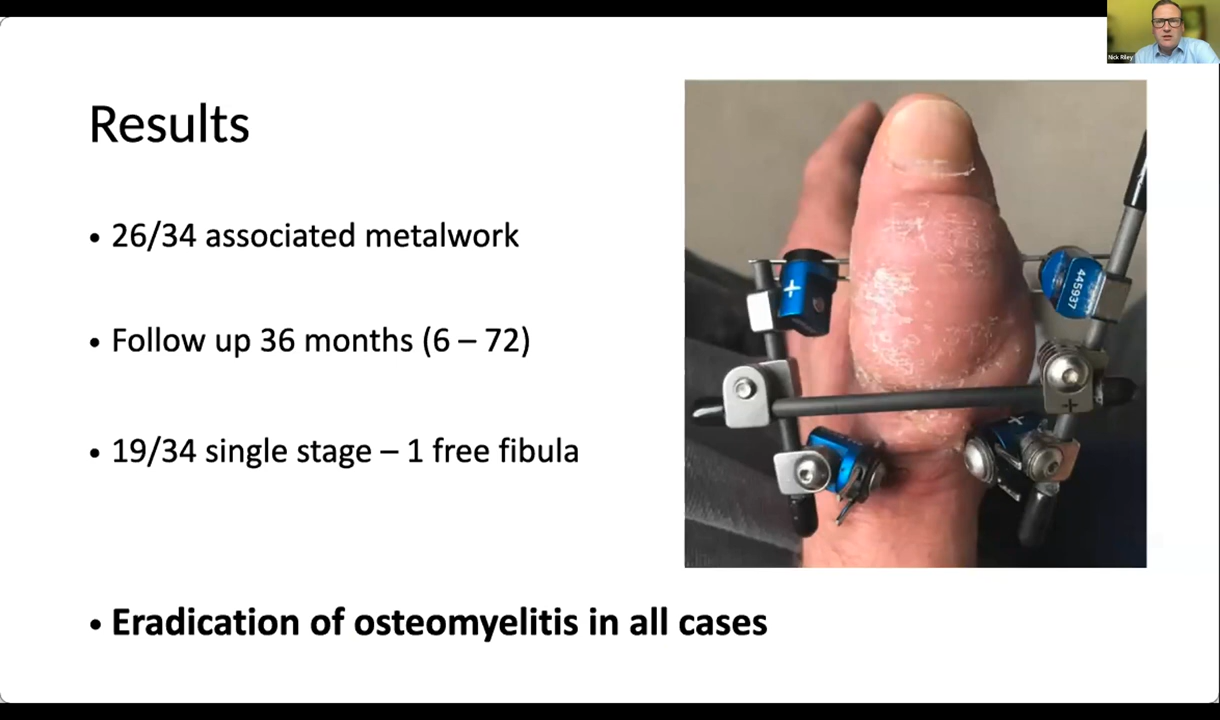 Nick Riley
Results
• 26/34 associated metalwork
• Follow up 36 months (6 – 72)
• 19/34 single stage – 1 free fibula
• Eradication of osteomyelitis in all cases
445937